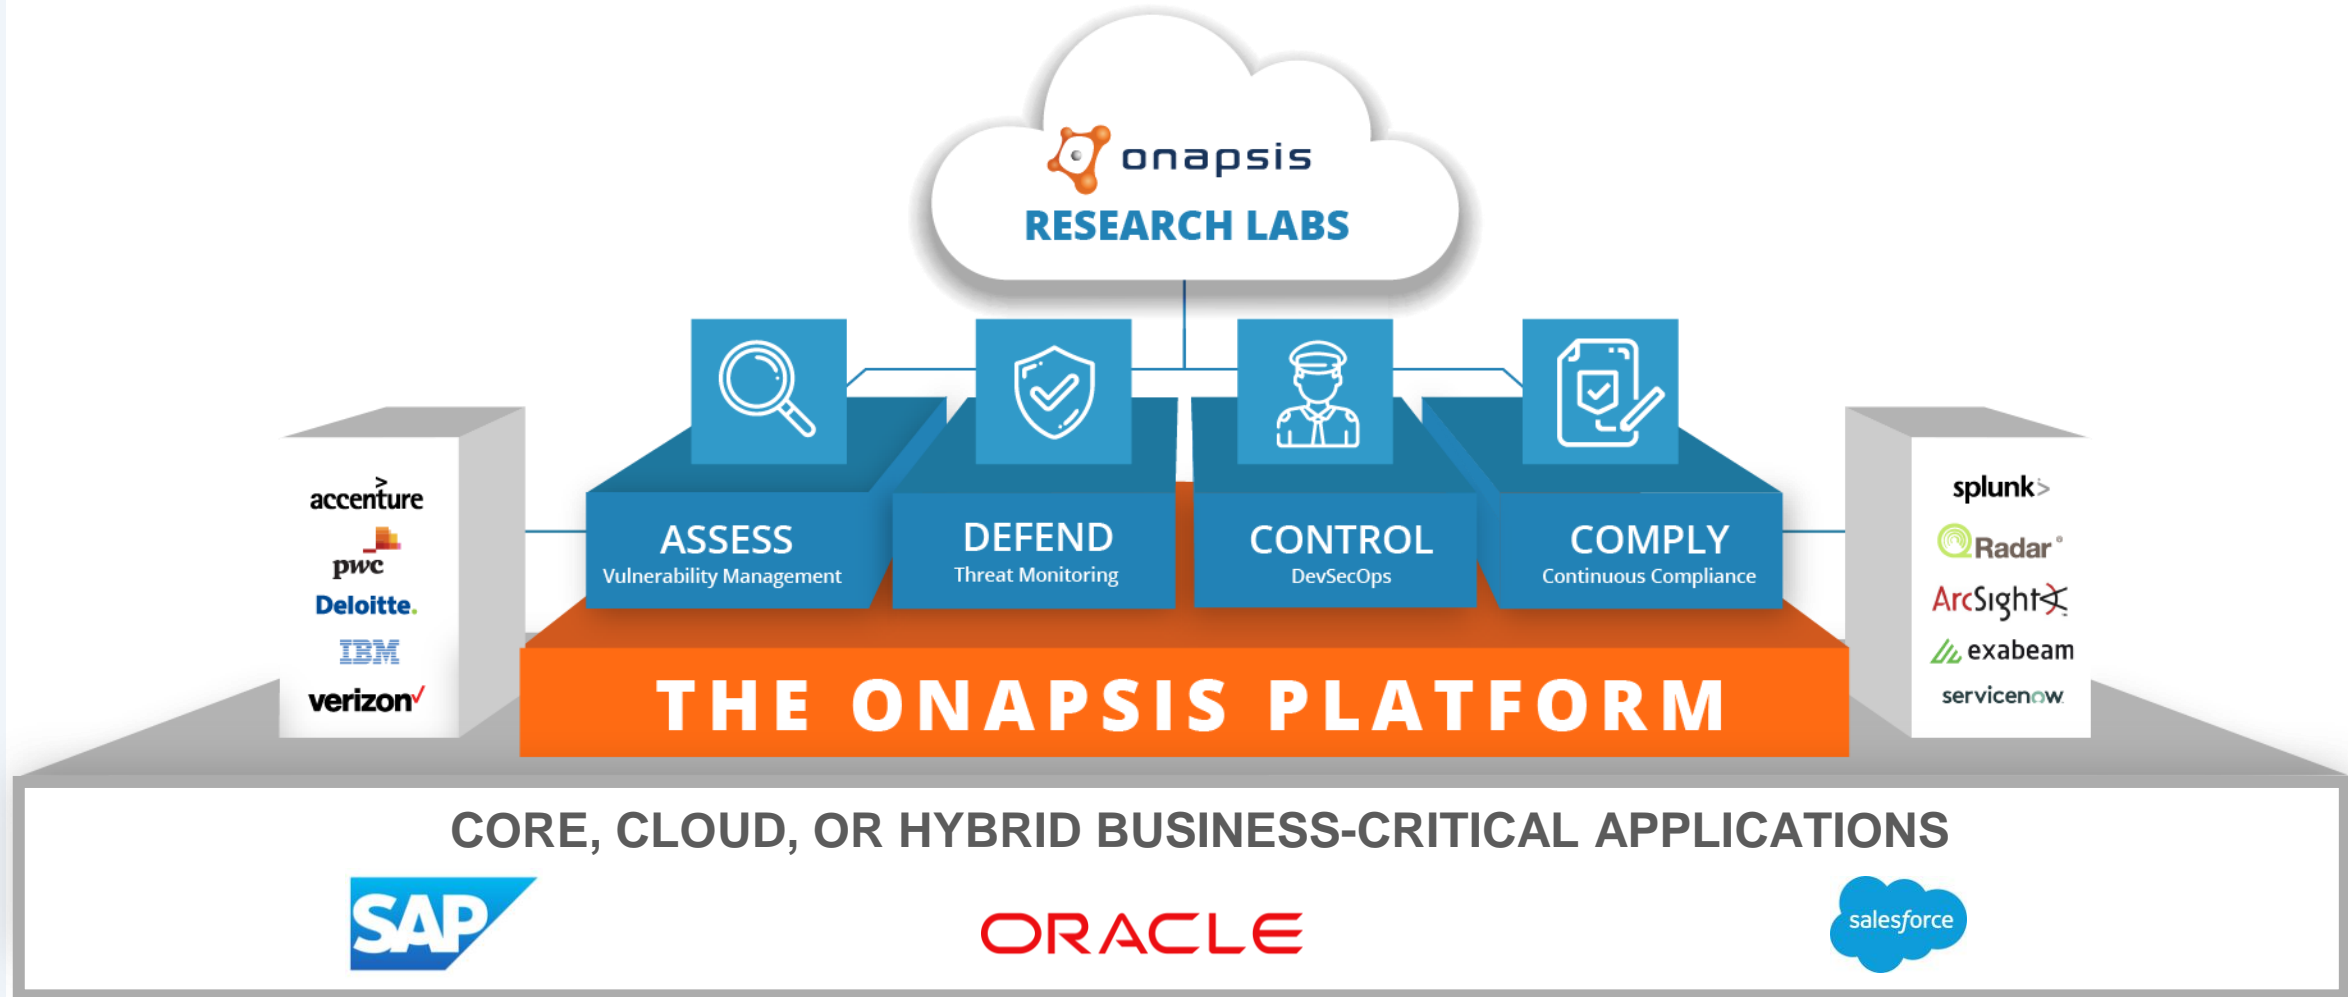 onapsis
RESEARCH LABS
ASSESS
Vulnerability Management
DEFEND
Threat Monitoring
CONTROL
DevSecOps
COMPLY
Continuous Compliance
accenture
pwc
Deloitte.
IBM
verizon
splunk>
QRadar®
ArcSight
exabeam
servicenow
THE ONAPSIS PLATFORM
CORE, CLOUD, OR HYBRID BUSINESS-CRITICAL APPLICATIONS
SAP
ORACLE
salesforce